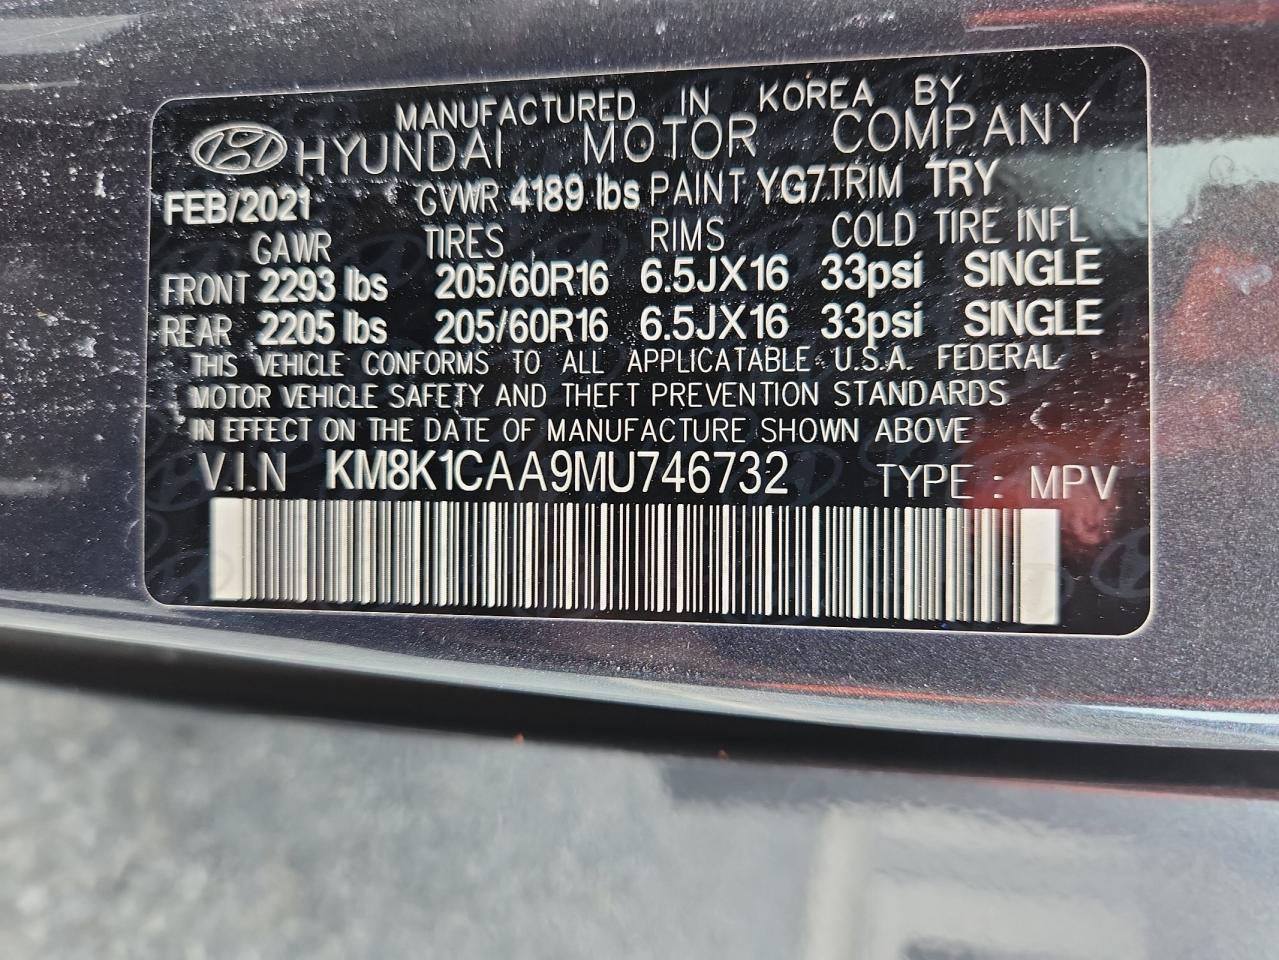 MANUFACTURED IN KOREA BY
HYUNDAI MOTOR COMPANY
FEB/2021 GVWR 4189 lbs PAINT YG7 TRIM TRY
GAWR TIRES RIMS COLD TIRE INFL
FRONT 2293 lbs 205/60R16 6.5JX16 33psi SINGLE
REAR 2205 lbs 205/60R16 6.5JX16 33psi SINGLE
THIS VEHICLE CONFORMS TO ALL APPLICATABLE U.S.A. FEDERAL
MOTOR VEHICLE SAFETY AND THEFT PREVENTION STANDARDS
IN EFFECT ON THE DATE OF MANUFACTURE SHOWN ABOVE
V.I.N KM8K1CAA9MU746732 TYPE : MPV